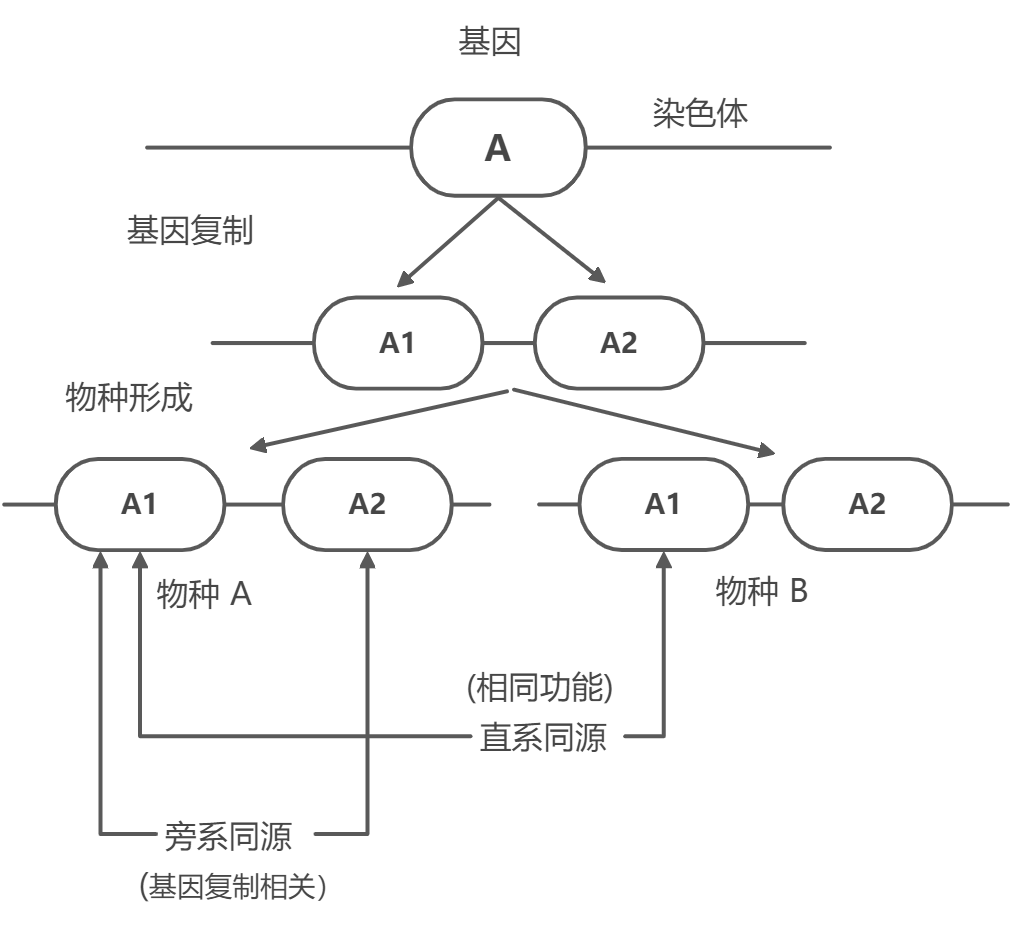 基因
染色体
A
基因复制
A1
A2
物种形成
A1
A2
A1
A2
物种 A
物种 B
(相同功能)
直系同源
旁系同源
(基因复制相关)